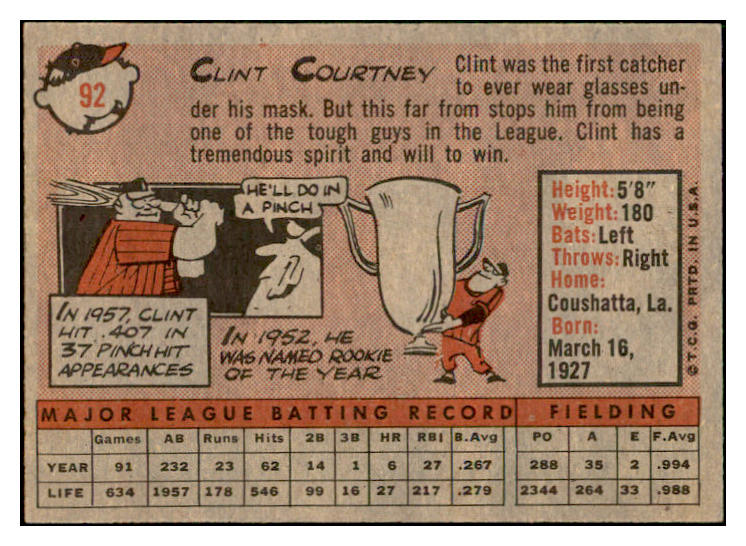 92
CLINT COURTNEY
Clint was the first catcher
to ever wear glasses un-
der his mask. But this far from stops him from being
one of the tough guys in the League. Clint has a
tremendous spirit and will to win.
HE'LL DO IN
A PINCH
IN 1957, CLINT
HIT .407 IN
37 PINCH HIT
APPEARANCES
IN 1952, HE
WAS NAMED ROOKIE
OF THE YEAR
Height: 5'8"
Weight: 180
Bats: Left
Throws: Right
Home:
Coushatta, La.
Born:
March 16,
1927
©T.C.G. PRTD. IN U.S.A.
MAJOR LEAGUE BATTING RECORD FIELDING
Games AB Runs Hits 2B 3B HR RBI B.Avg PO A E F.Avg
YEAR 91 232 23 62 14 1 6 27 .267 288 35 2 .994
LIFE 634 1957 178 546 99 16 27 217 .279 2344 264 33 .988